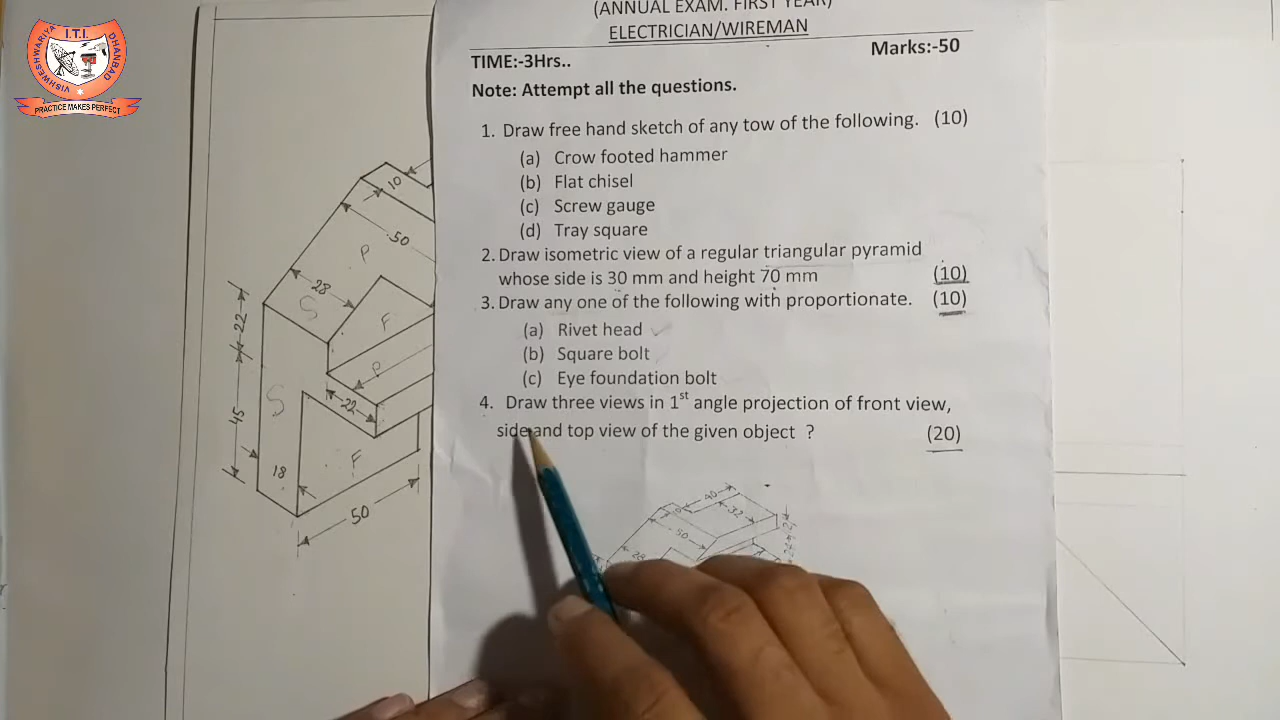 I.T.I.
VISHWESHWARIYA
DHANBAD
PRACTICE MAKES PERFECT
(ANNUAL EXAM. FIRST YEAR)
ELECTRICIAN/WIREMAN
TIME:-3Hrs.. Marks:-50
Note: Attempt all the questions.
1. Draw free hand sketch of any tow of the following. (10)
(a) Crow footed hammer
(b) Flat chisel
(c) Screw gauge
(d) Tray square
2. Draw isometric view of a regular triangular pyramid
whose side is 30 mm and height 70 mm (10)
3. Draw any one of the following with proportionate. (10)
(a) Rivet head
(b) Square bolt
(c) Eye foundation bolt
4. Draw three views in 1st angle projection of front view,
side and top view of the given object ? (20)
10
50
P
28
S
F
22
P
22
S
45
F
18
50
40
32
50
28